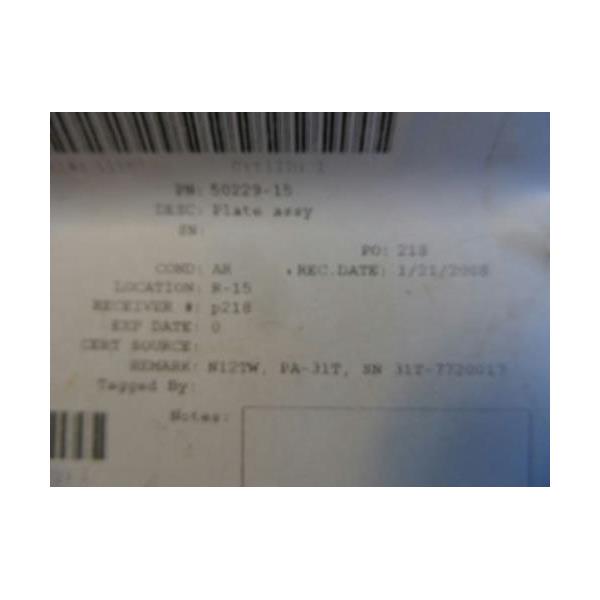 PN: 50229-15
DESC: Plate assy
SN:
PO: 218
COND: AR REC.DATE: 1/21/2008
LOCATION: R-15
RECEIVER #: p218
EXP DATE: 0
CERT SOURCE:
REMARK: N12TW, PA-31T, SN 31T-7720017
Tagged By:
Notes: